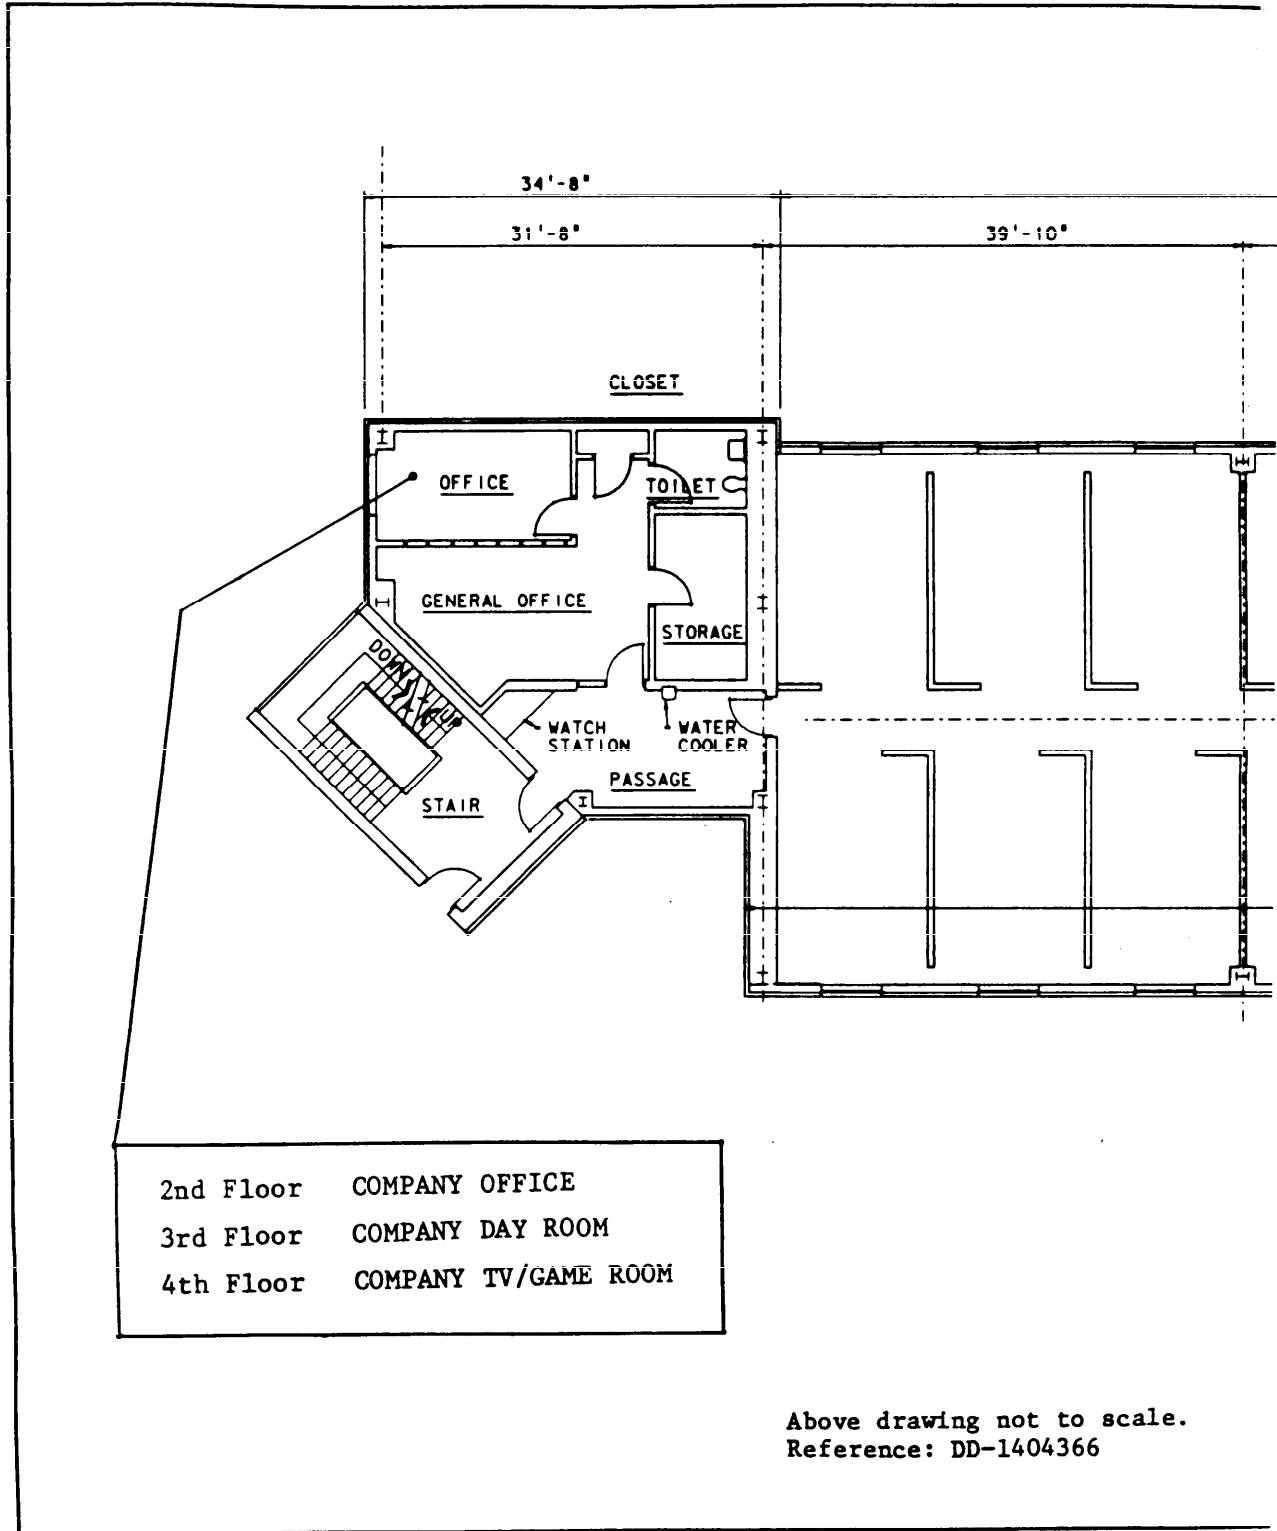 34'-8"
31'-8"
39'-10"
CLOSET
OFFICE
TOILET
GENERAL OFFICE
STORAGE
DOWN
UP
WATCH
STATION
WATER
COOLER
PASSAGE
STAIR
2nd Floor COMPANY OFFICE
3rd Floor COMPANY DAY ROOM
4th Floor COMPANY TV/GAME ROOM
Above drawing not to scale.
Reference: DD-1404366